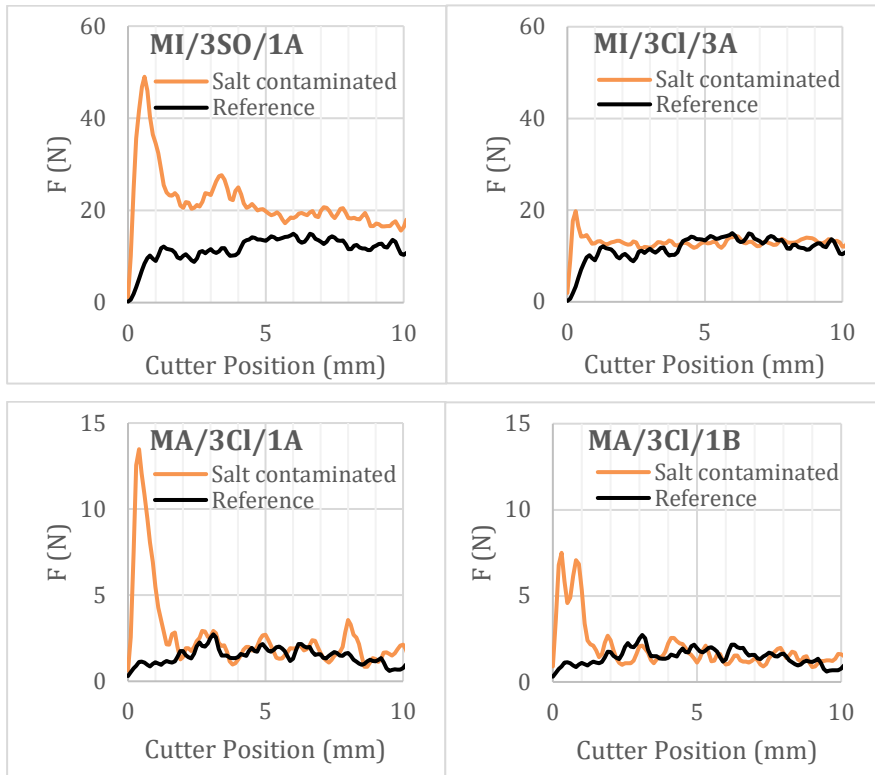 MI/3SO/1A
Salt contaminated
Reference
60
40
20
0
F (N)
0 5 10
Cutter Position (mm)
MI/3Cl/3A
Salt contaminated
Reference
60
40
20
0
F (N)
0 5 10
Cutter Position (mm)
MA/3Cl/1A
Salt contaminated
Reference
15
10
5
0
F (N)
0 5 10
Cutter Position (mm)
MA/3Cl/1B
Salt contaminated
Reference
15
10
5
0
F (N)
0 5 10
Cutter Position (mm)